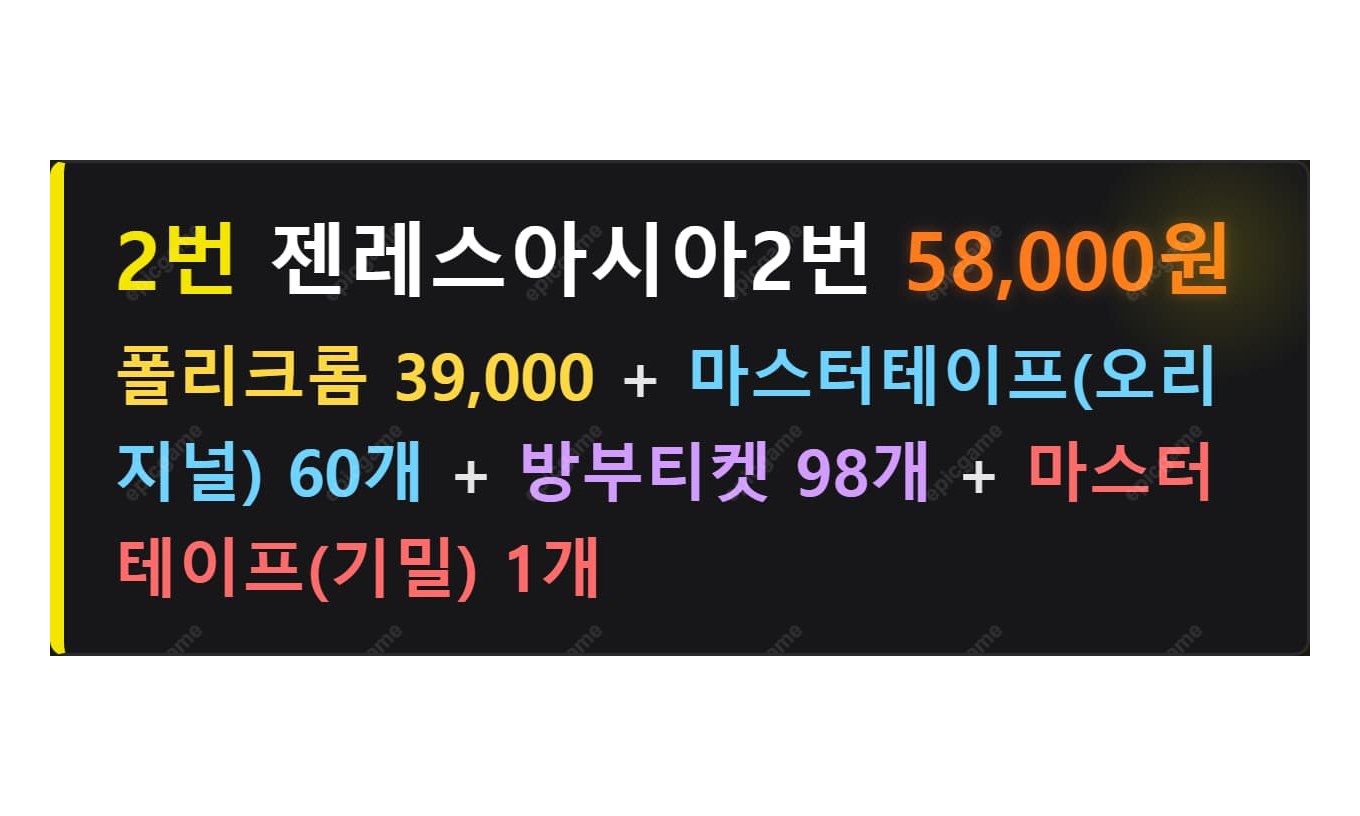 2번 젠레스아시아2번 58,000원
폴리크롬 39,000 + 마스터테이프(오리
지널) 60개 + 방부티켓 98개 + 마스터
테이프(기밀) 1개